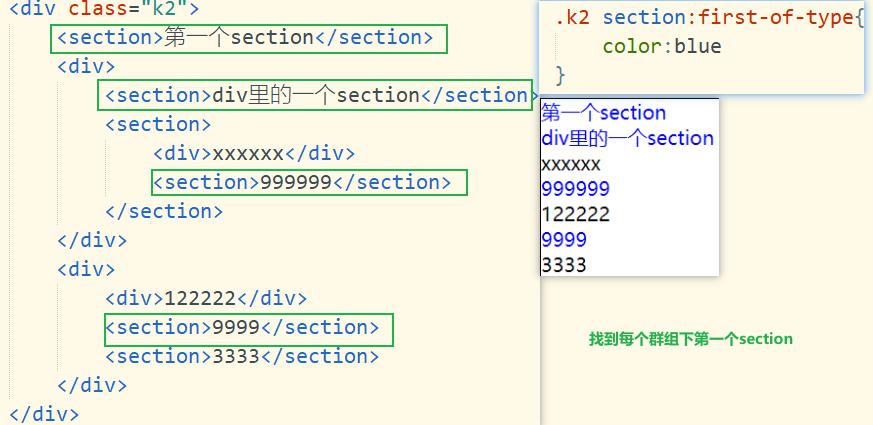 <div class="k2">
<section>第一个section</section>
<div>
<section>div里的一个section</section>
<section>
<div>xxxxxx</div>
<section>999999</section>
</section>
</div>
<div>
<div>122222</div>
<section>9999</section>
<section>3333</section>
</div>
</div>
.k2 section:first-of-type{
color:blue
}
第一个section
div里的一个section
xxxxxx
999999
122222
9999
3333
找到每个群组下第一个section